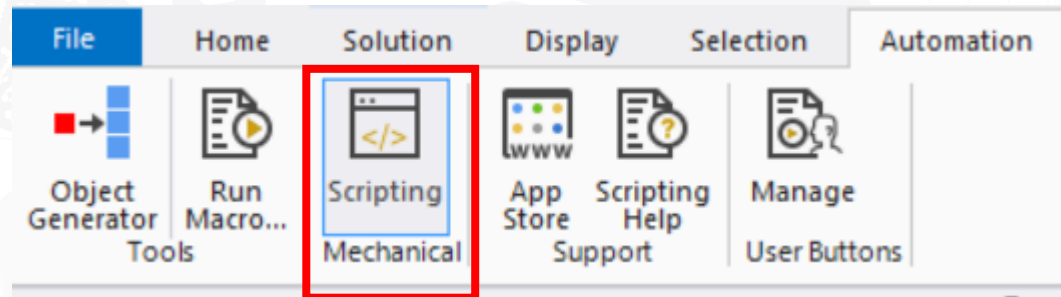 File Home Solution Display Selection Automation
</> www
Object Run Scripting App Scripting Manage
Generator Macro... Store Help
Tools Mechanical Support User Buttons